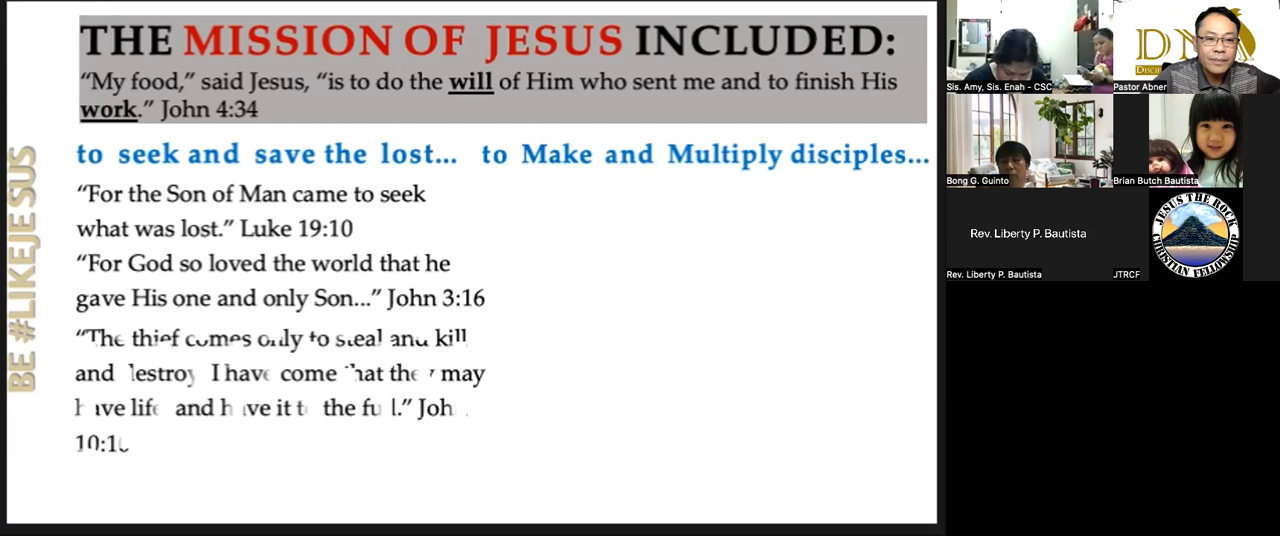 THE MISSION OF JESUS INCLUDED:
“My food,” said Jesus, “is to do the will of Him who sent me and to finish His
work.” John 4:34
to seek and save the lost... to Make and Multiply disciples...
“For the Son of Man came to seek
what was lost.” Luke 19:10
“For God so loved the world that he
gave His one and only Son...” John 3:16
“The thief comes only to steal and kill
and destroy I have come that they may
have life and have it to the full.” John
10:10
BE #LIKEJESUS
Sis. Amy, Sis. Enah - CSC
Pastor Abner
Bong G. Guinto
Brian Butch Bautista
Rev. Liberty P. Bautista
Rev. Liberty P. Bautista
JTRCF
JESUS THE ROCK
CHRISTIAN FELLOWSHIP